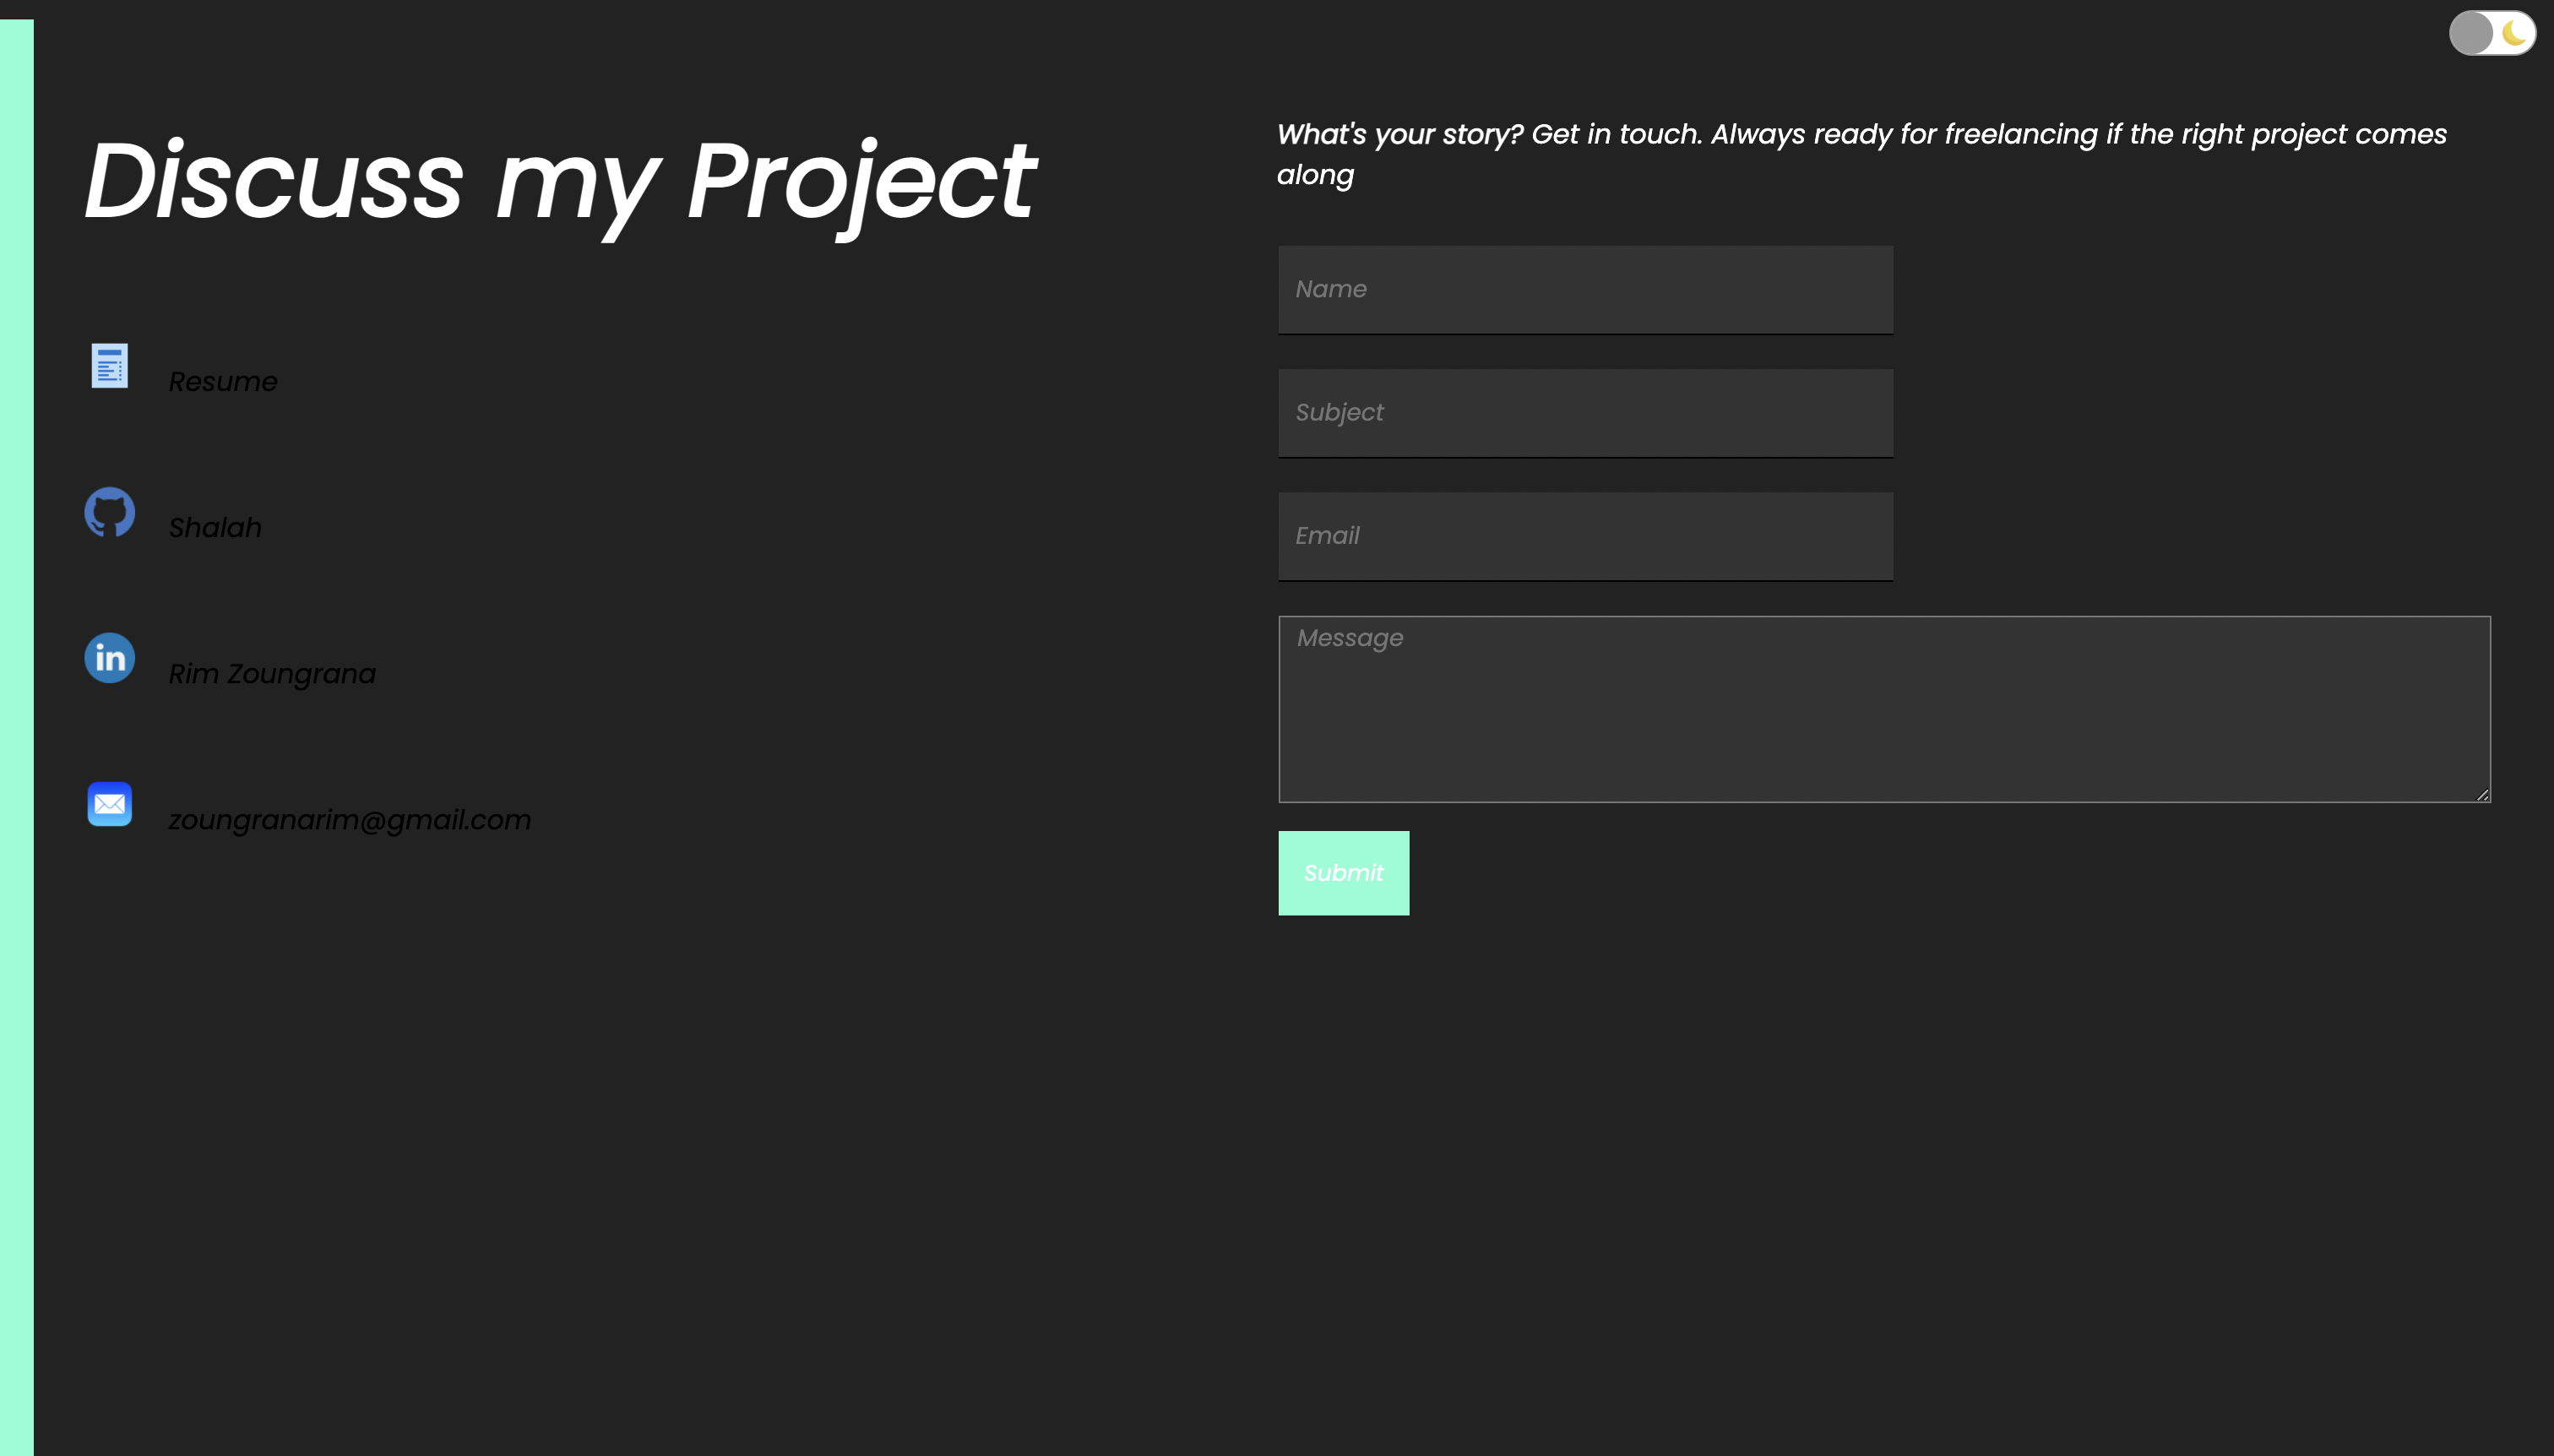 Discuss my Project
Resume
Shalah
in
Rim Zoungrana
zoungranarim@gmail.com
What's your story? Get in touch. Always ready for freelancing if the right project comes
along
Name
Subject
Email
Message
Submit